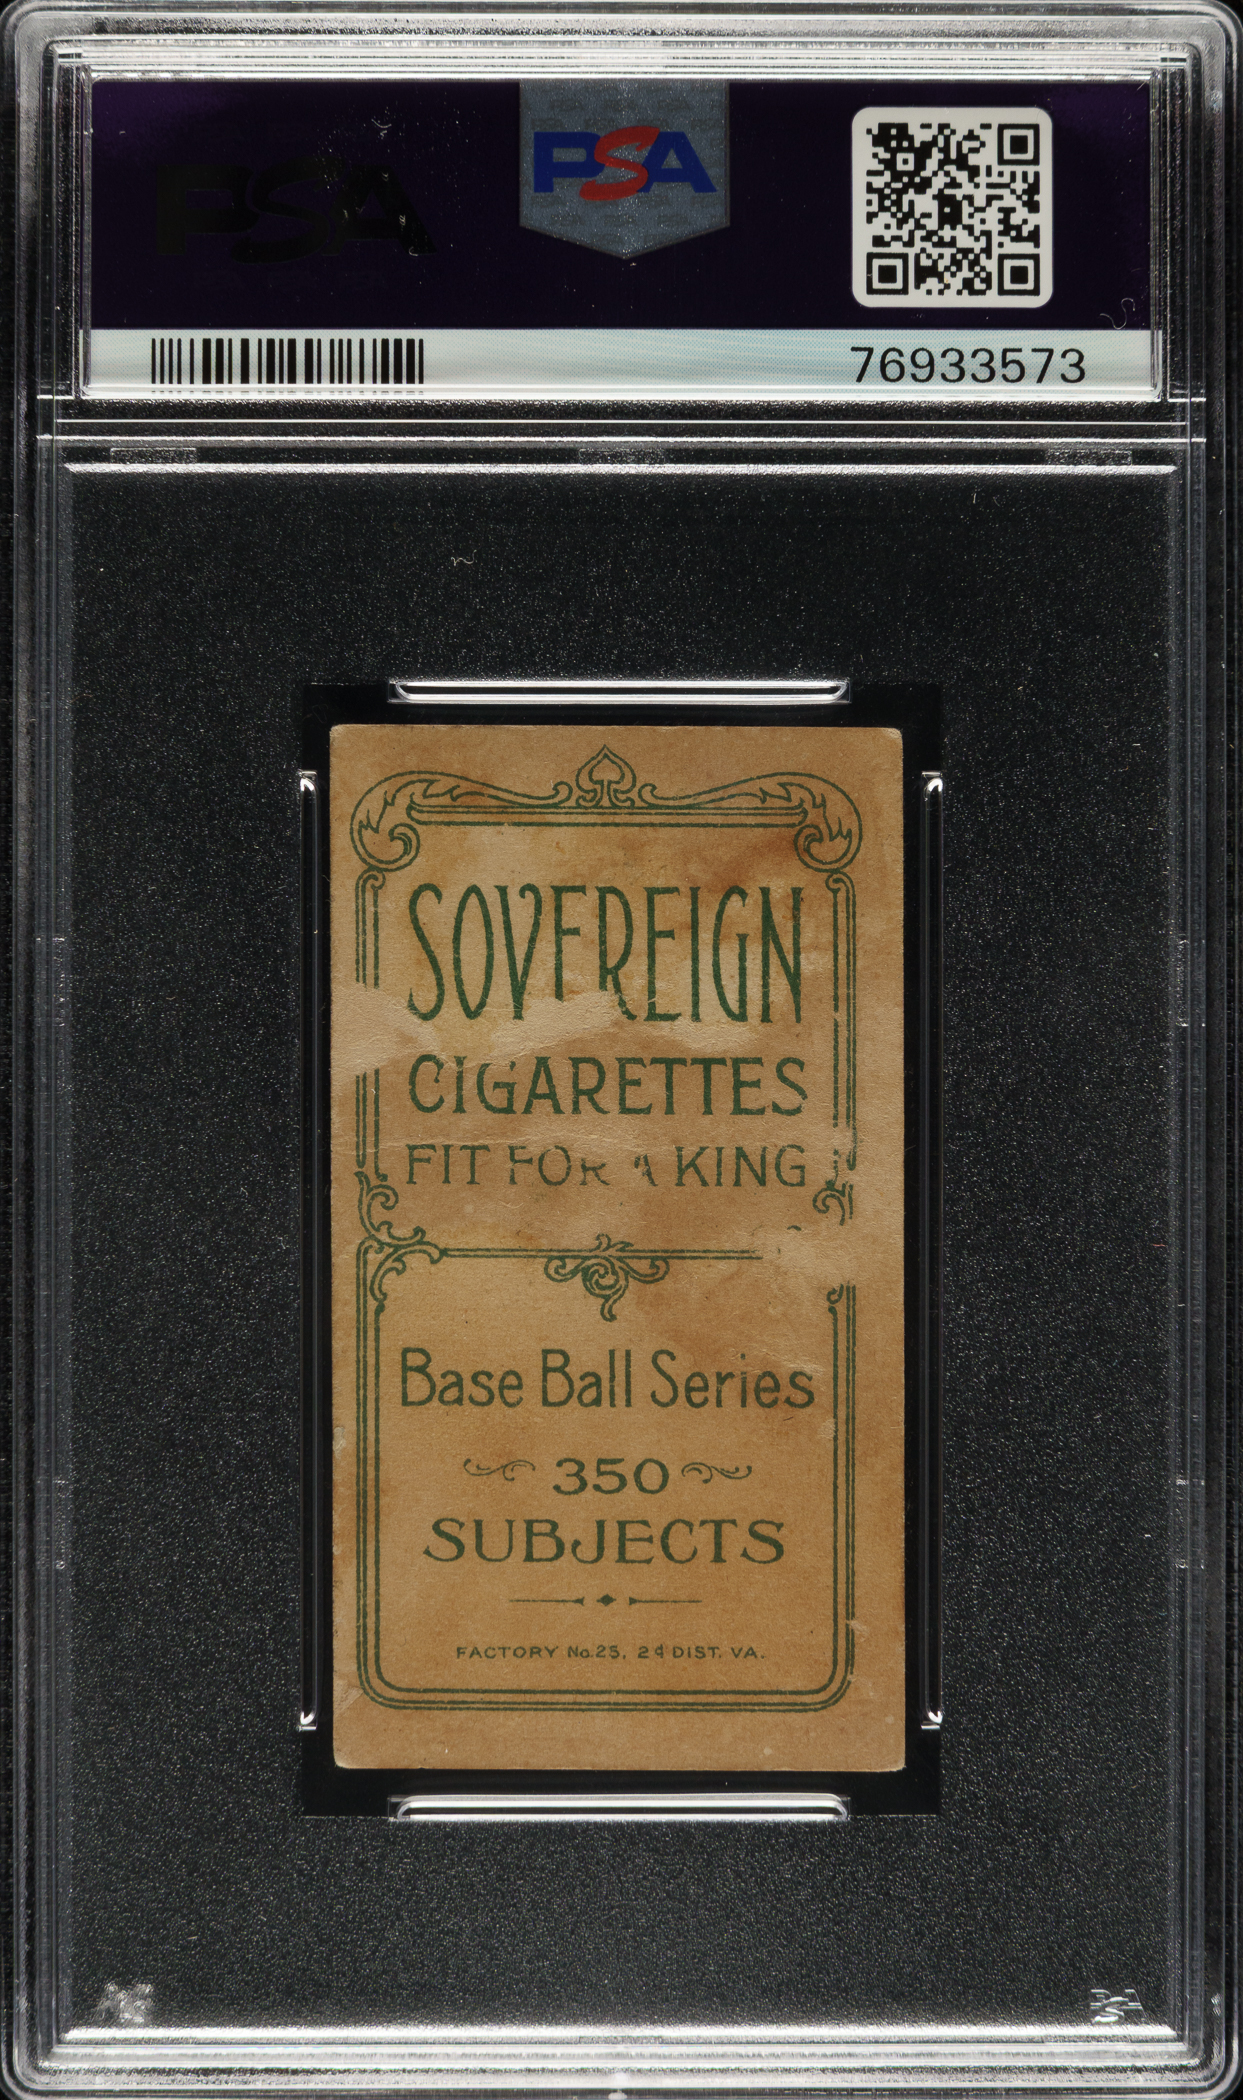 PSA
PSA
76933573
SOVEREIGN
CIGARETTES
FIT FOR A KING
Base Ball Series
350
SUBJECTS
FACTORY No. 25, 2d DIST. VA.
PSA